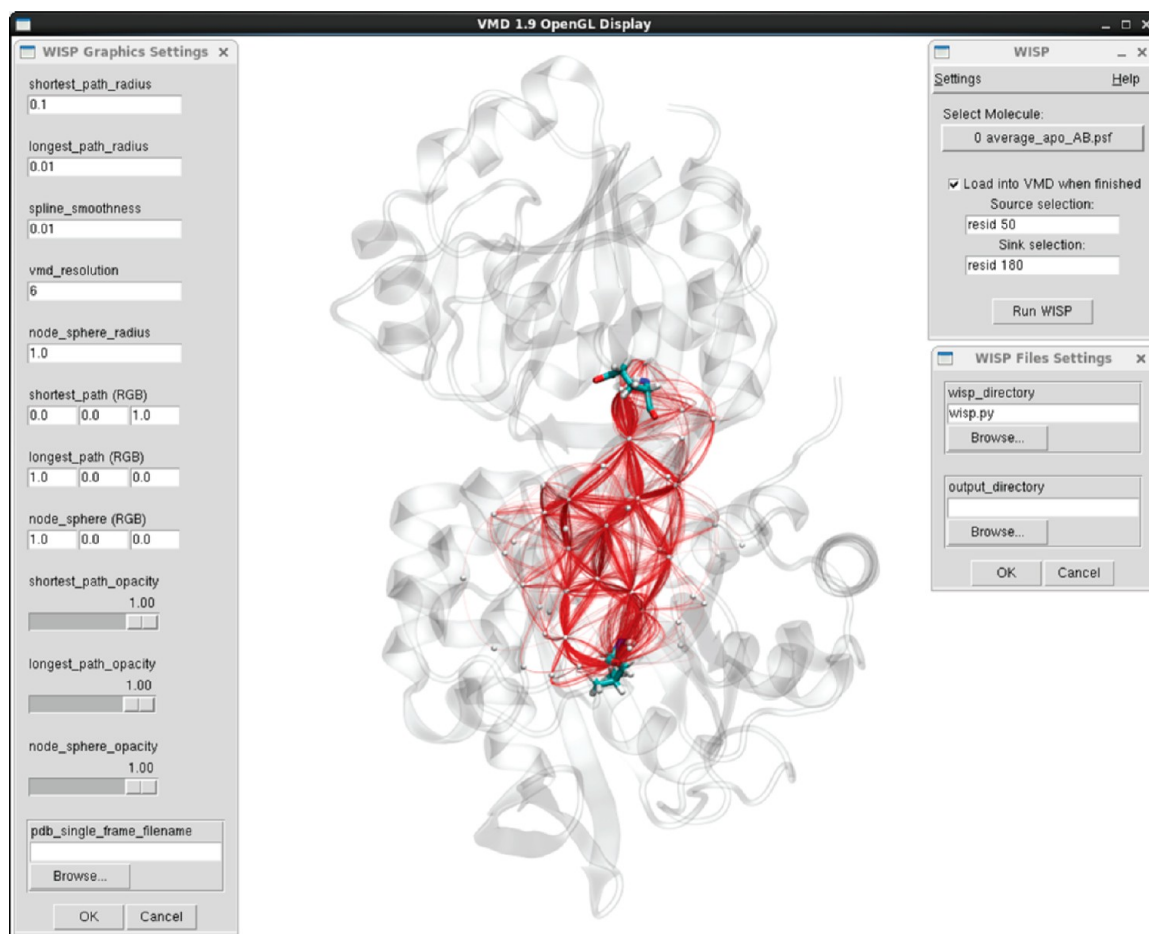 VMD 1.9 OpenGL Display
WISP Graphics Settings
shortest_path_radius
0.1
longest_path_radius
0.01
spline_smoothness
0.01
vmd_resolution
6
node_sphere_radius
1.0
shortest_path (RGB)
0.0 0.0 1.0
longest_path (RGB)
1.0 0.0 0.0
node_sphere (RGB)
1.0 0.0 0.0
shortest_path_opacity
1.00
longest_path_opacity
1.00
node_sphere_opacity
1.00
pdb_single_frame_filename
Browse...
OK Cancel
WISP
Settings Help
Select Molecule:
0 average_apo_AB.psf
Load into VMD when finished
Source selection:
resid 50
Sink selection:
resid 180
Run WISP
WISP Files Settings
wisp_directory
wisp.py
Browse...
output_directory
Browse...
OK Cancel